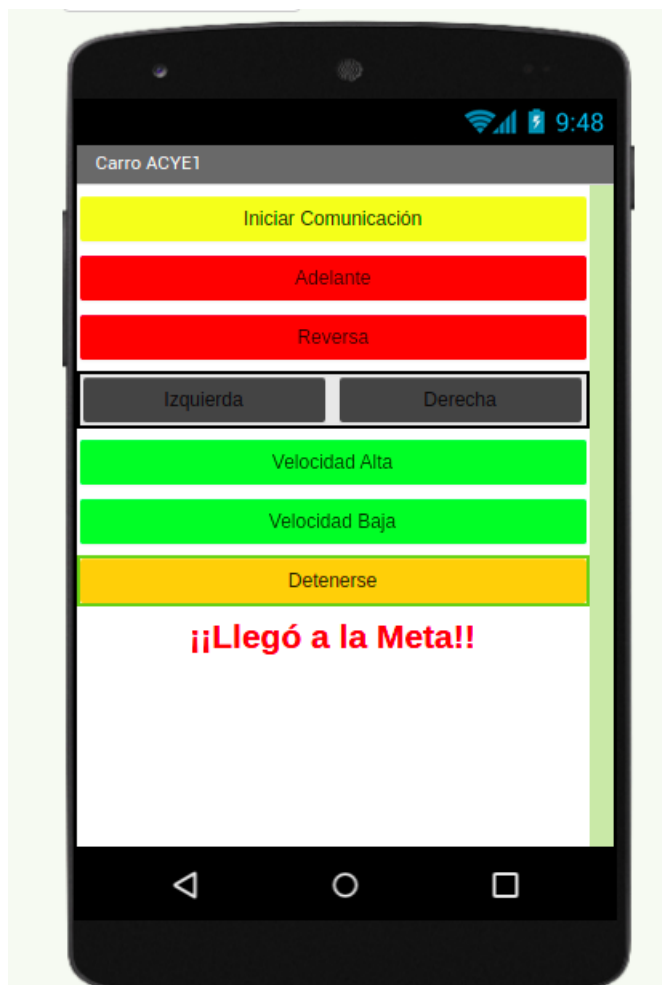 9:48
Carro ACYE1
Iniciar Comunicación
Adelante
Reversa
Izquierda Derecha
Velocidad Alta
Velocidad Baja
Detenerse
¡¡Llegó a la Meta!!